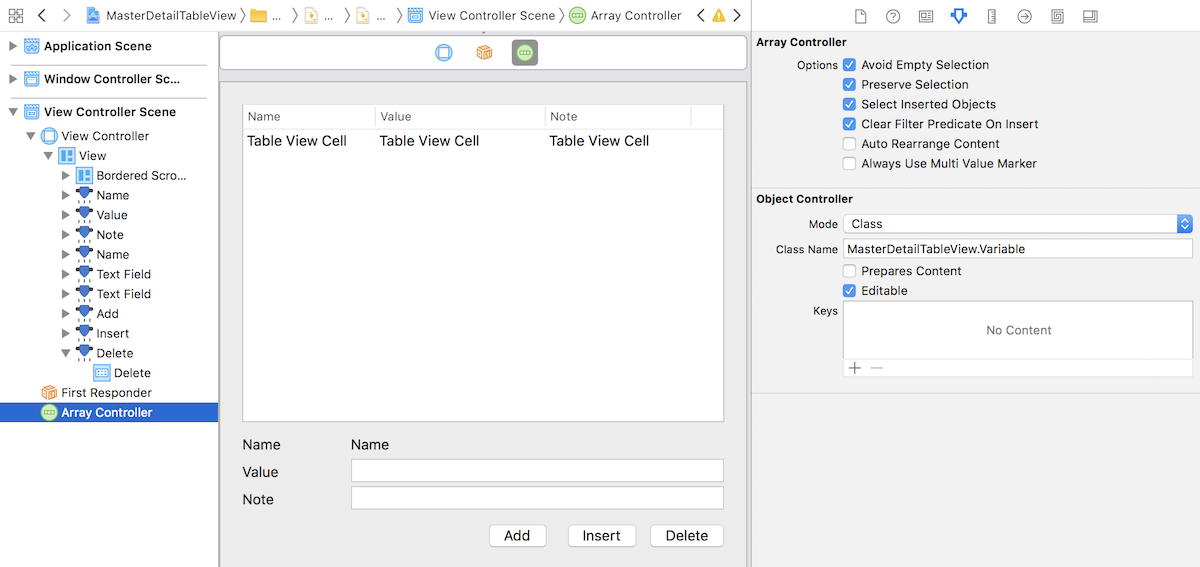 MasterDetailTableView ... ... ... View Controller Scene Array Controller
Application Scene
Window Controller Sc...
View Controller Scene
View Controller
View
Bordered Scro...
Name
Value
Note
Name
Text Field
Text Field
Add
Insert
Delete
Delete
First Responder
Array Controller
Name Value Note
Table View Cell Table View Cell Table View Cell
Name Name
Value
Note
Add Insert Delete
Array Controller
Options Avoid Empty Selection
Preserve Selection
Select Inserted Objects
Clear Filter Predicate On Insert
Auto Rearrange Content
Always Use Multi Value Marker
Object Controller
Mode Class
Class Name MasterDetailTableView.Variable
Prepares Content
Editable
Keys
No Content